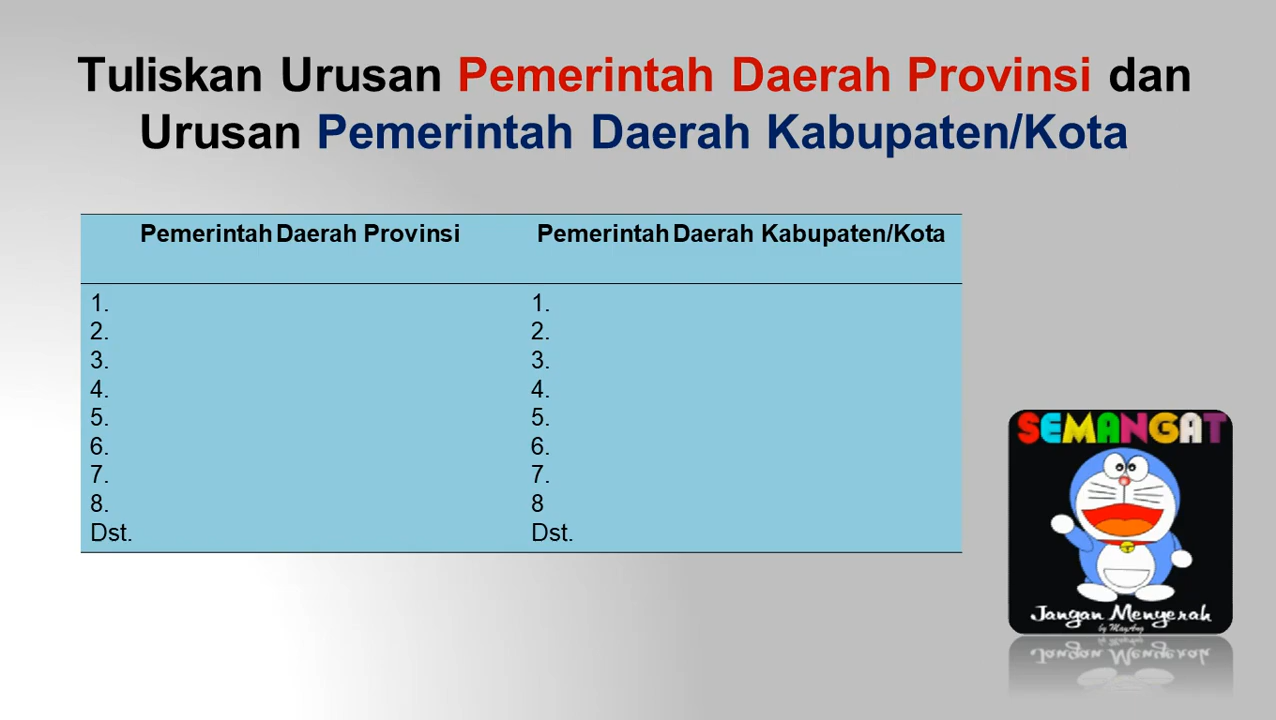 Tuliskan Urusan Pemerintah Daerah Provinsi dan
Urusan Pemerintah Daerah Kabupaten/Kota
Pemerintah Daerah Provinsi
1.
2.
3.
4.
5.
6.
7.
8.
Dst.
Pemerintah Daerah Kabupaten/Kota
1.
2.
3.
4.
5.
6.
7.
8
Dst.
SEMANGAT
Jangan Menyerah
by MayAng